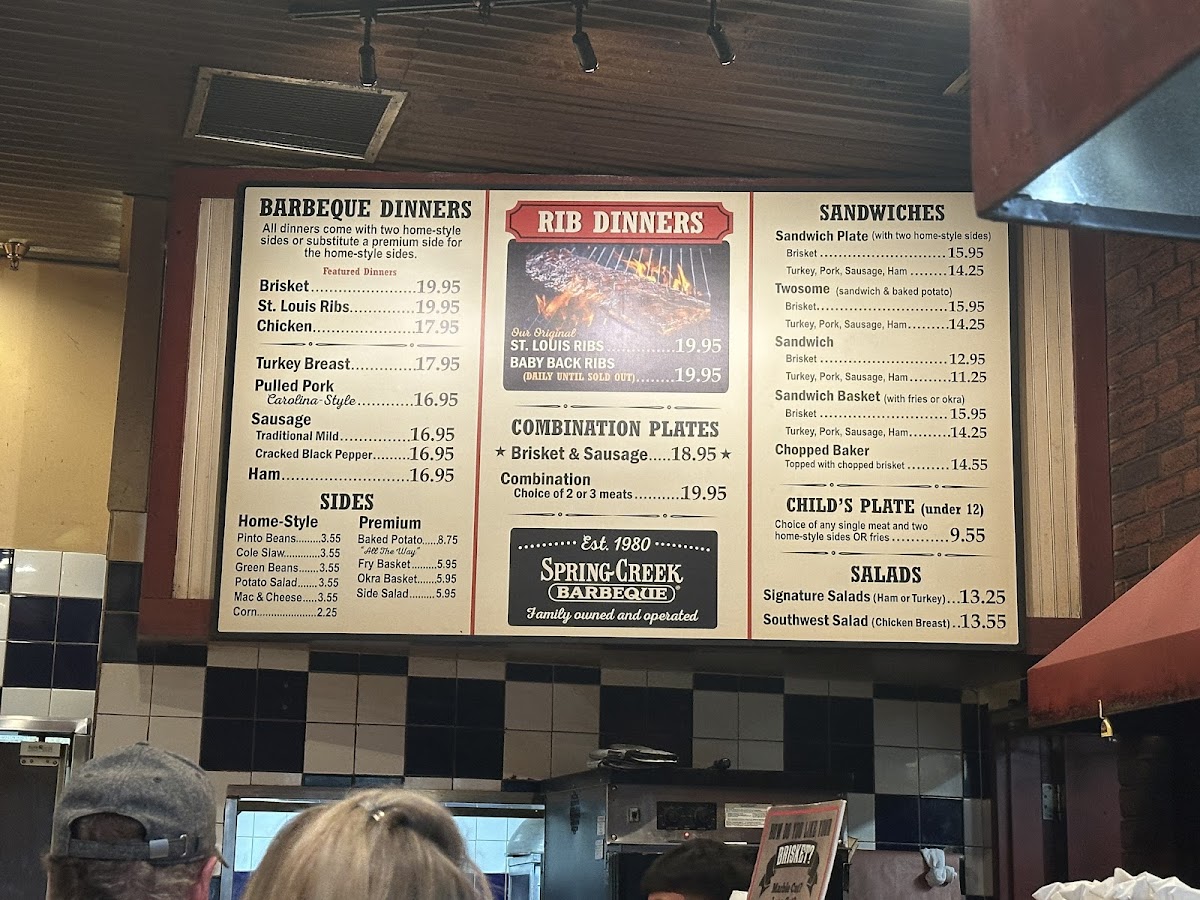 BARBEQUE DINNERS
All dinners come with two home-style
sides or substitute a premium side for
the home-style sides.
Featured Dinners
Brisket......................19.95
St. Louis Ribs..............19.95
Chicken......................17.95
Turkey Breast..............17.95
Pulled Pork
Carolina-Style............16.95
Sausage
Traditional Mild..............16.95
Cracked Black Pepper........16.95
Ham..........................16.95
SIDES
Home-Style
Pinto Beans........3.55
Cole Slaw.............3.55
Green Beans.......3.55
Potato Salad.......3.55
Mac & Cheese.....3.55
Corn.....................2.25
Premium
Baked Potato.....8.75
"All The Way"
Fry Basket.........5.95
Okra Basket......5.95
Side Salad.........5.95
RIB DINNERS
Our Original
ST. LOUIS RIBS..............19.95
BABY BACK RIBS
(DAILY UNTIL SOLD OUT)........19.95
COMBINATION PLATES
★ Brisket & Sausage.....18.95 ★
Combination
Choice of 2 or 3 meats..........19.95
Est. 1980
SPRING CREEK
BARBEQUE®
Family owned and operated
SANDWICHES
Sandwich Plate (with two home-style sides)
Brisket..............................15.95
Turkey, Pork, Sausage, Ham.........14.25
Twosome (sandwich & baked potato)
Brisket..............................15.95
Turkey, Pork, Sausage, Ham.........14.25
Sandwich
Brisket..............................12.95
Turkey, Pork, Sausage, Ham.........11.25
Sandwich Basket (with fries or okra)
Brisket..............................15.95
Turkey, Pork, Sausage, Ham.........14.25
Chopped Baker
Topped with chopped brisket.........14.55
CHILD'S PLATE (under 12)
Choice of any single meat and two
home-style sides OR fries............9.55
SALADS
Signature Salads (Ham or Turkey)...13.25
Southwest Salad (Chicken Breast)..13.55
HOW DO YOU LIKE YOUR
BRISKET?
Marble Cut?